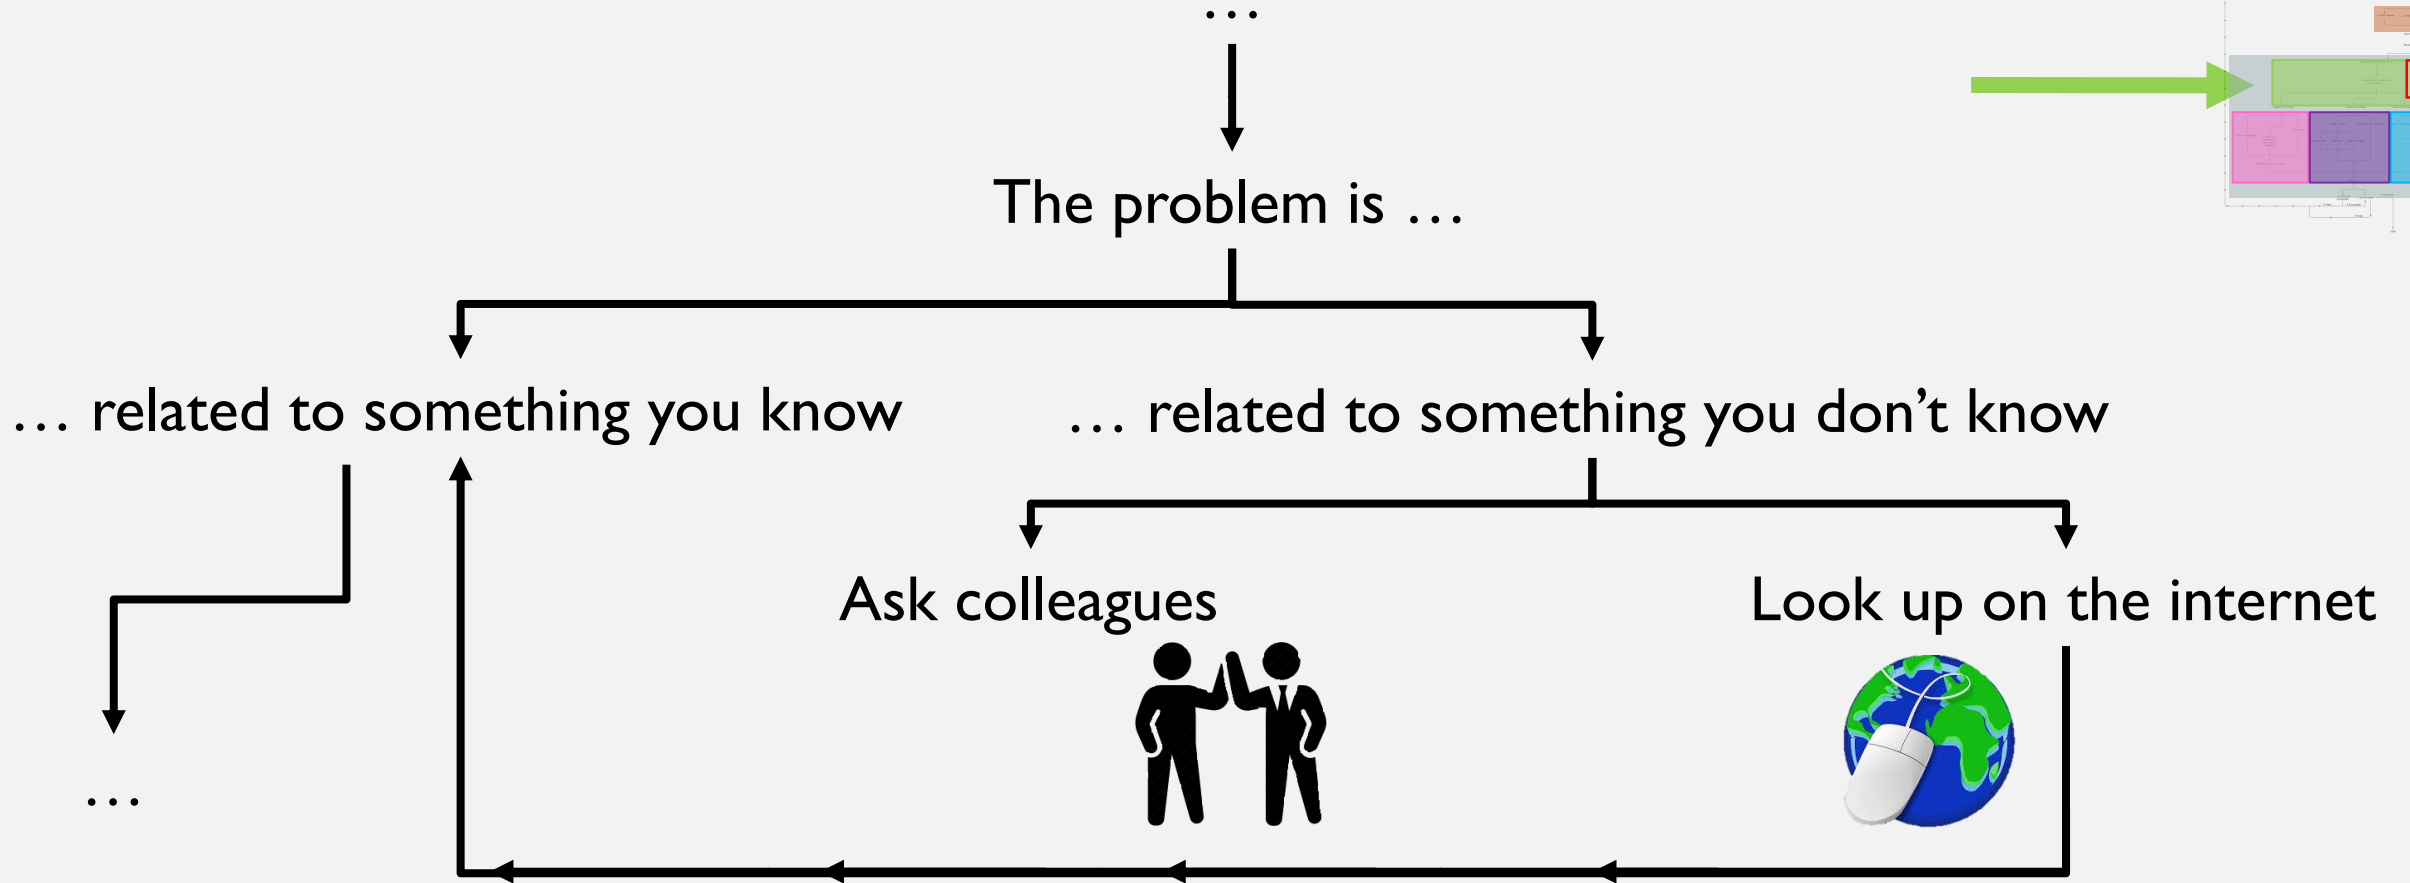 …
The problem is …
… related to something you know
… related to something you don’t know
Ask colleagues
Look up on the internet
…